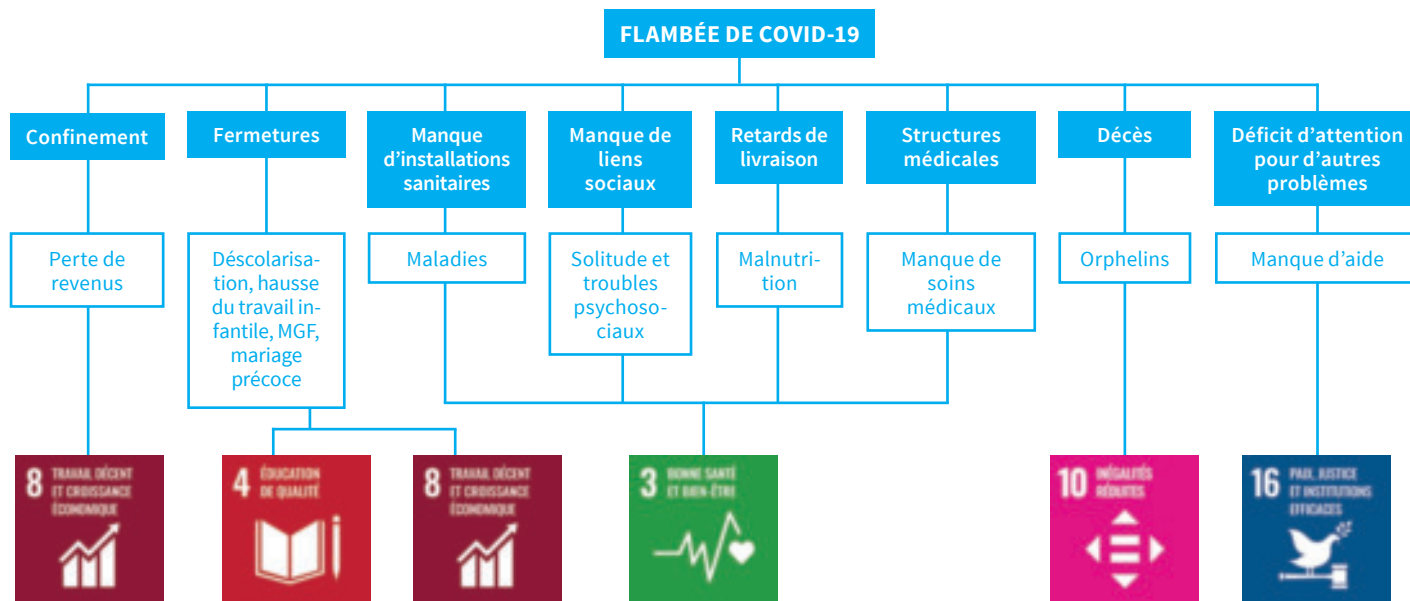 FLAMBÉE DE COVID-19
Confinement
Fermetures
Manque
d’installations
sanitaires
Manque de
liens
sociaux
Retards de
livraison
Structures
médicales
Décès
Déficit d’attention
pour d’autres
problèmes
Perte de
revenus
Déscolarisa-
tion, hausse
du travail in-
fantile, MGF,
mariage
précoce
Maladies
Solitude et
troubles
psychoso-
ciaux
Malnutri-
tion
Manque de
soins
médicaux
Orphelins
Manque d’aide
8 TRAVAIL DÉCENT
ET CROISSANCE
ÉCONOMIQUE
4 ÉDUCATION
DE QUALITÉ
8 TRAVAIL DÉCENT
ET CROISSANCE
ÉCONOMIQUE
3 BONNE SANTÉ
ET BIEN-ÊTRE
10 INÉGALITÉS
RÉDUITES
16 PAIX, JUSTICE
ET INSTITUTIONS
EFFICACES